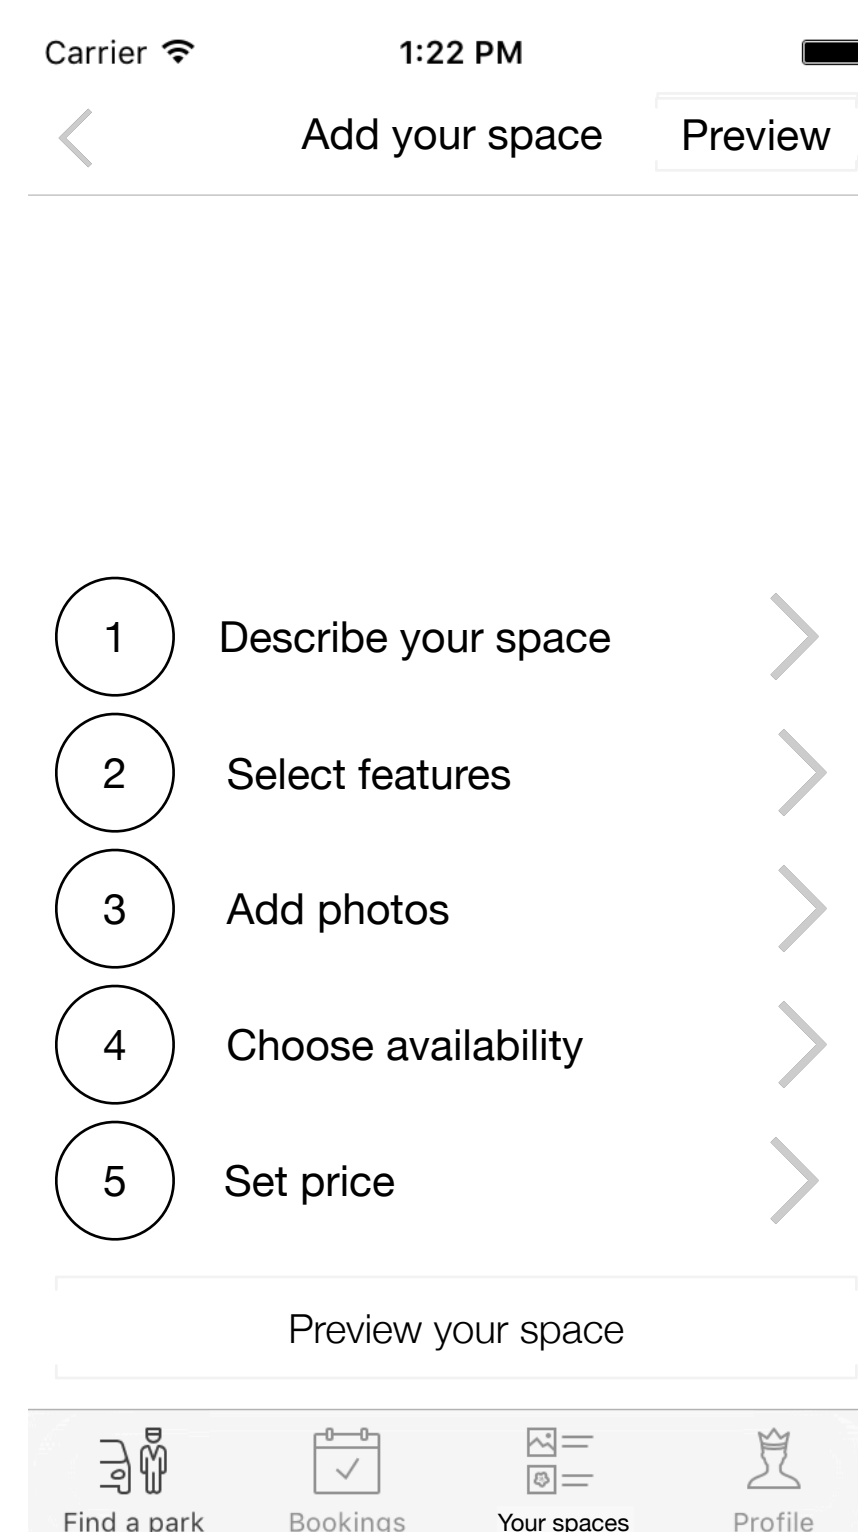 Carrier 1:22 PM
Add your space Preview
1 Describe your space
2 Select features
3 Add photos
4 Choose availability
5 Set price
Preview your space
Find a park Bookings Your spaces Profile